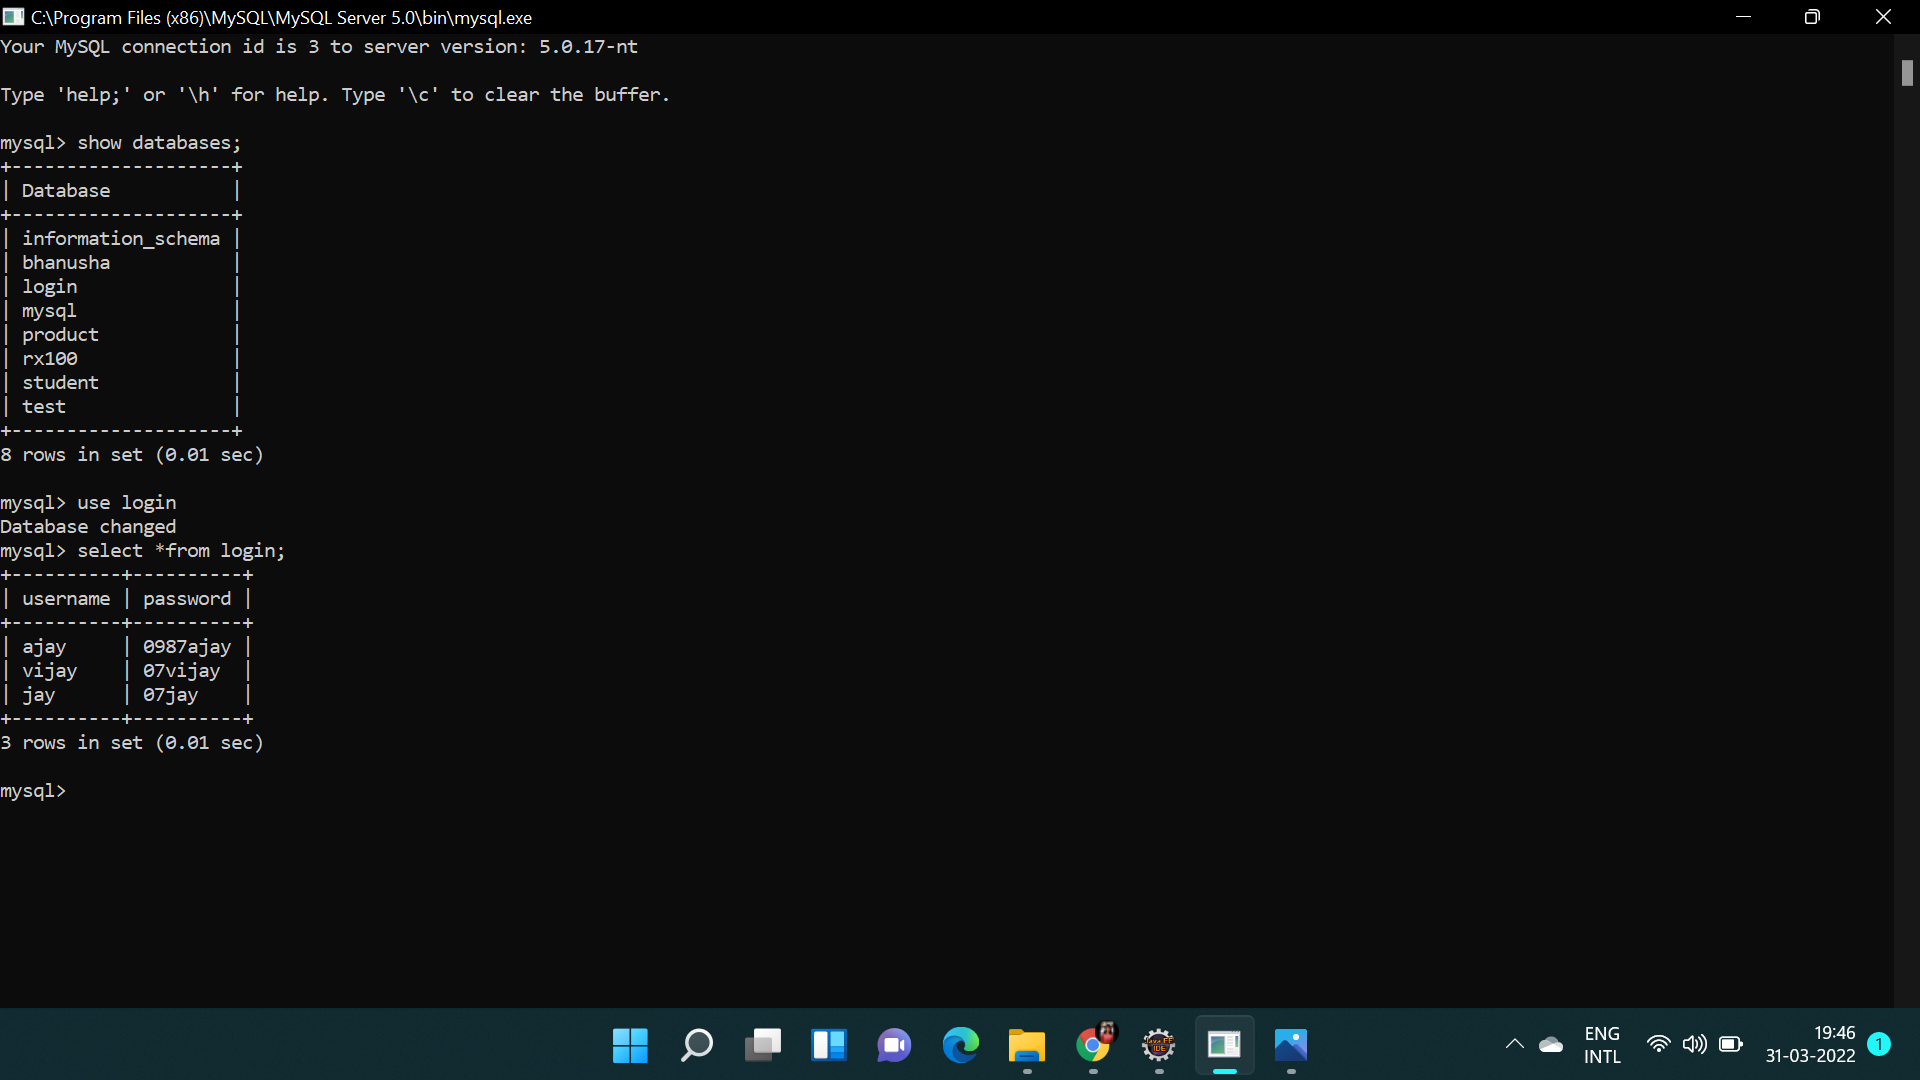 C:\Program Files (x86)\MySQL\MySQL Server 5.0\bin\mysql.exe
Your MySQL connection id is 3 to server version: 5.0.17-nt
Type 'help;' or '\h' for help. Type '\c' to clear the buffer.
mysql> show databases;
+--------------------+
| Database           |
+--------------------+
| information_schema |
| bhanusha           |
| login              |
| mysql              |
| product            |
| rx100              |
| student            |
| test               |
+--------------------+
8 rows in set (0.01 sec)
mysql> use login
Database changed
mysql> select *from login;
+----------+----------+
| username | password |
+----------+----------+
| ajay     | 0987ajay |
| vijay    | 07vijay  |
| jay      | 07jay    |
+----------+----------+
3 rows in set (0.01 sec)
mysql>
Java EE
IDE
ENG
INTL
19:46
31-03-2022
1